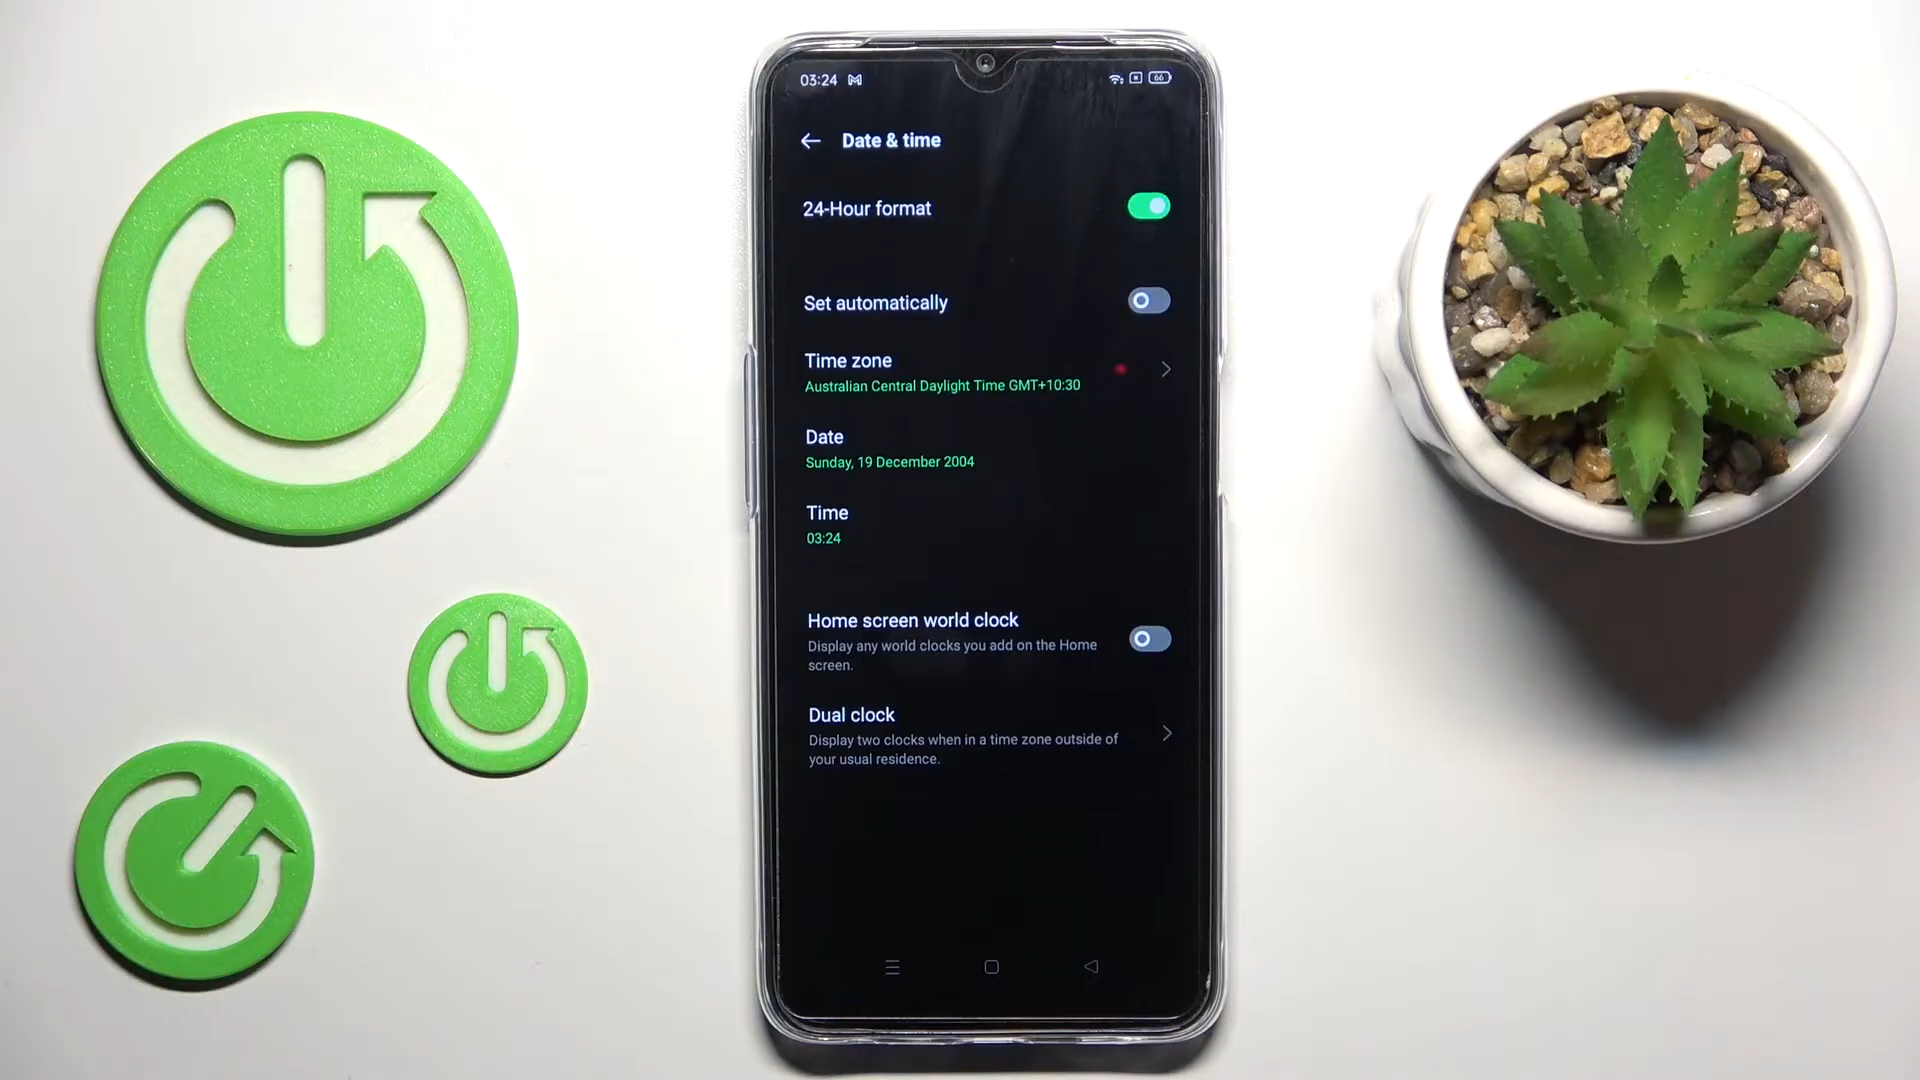 03:24
66
Date & time
24-Hour format
Set automatically
Time zone
Australian Central Daylight Time GMT+10:30
Date
Sunday, 19 December 2004
Time
03:24
Home screen world clock
Display any world clocks you add on the Home
screen.
Dual clock
Display two clocks when in a time zone outside of
your usual residence.